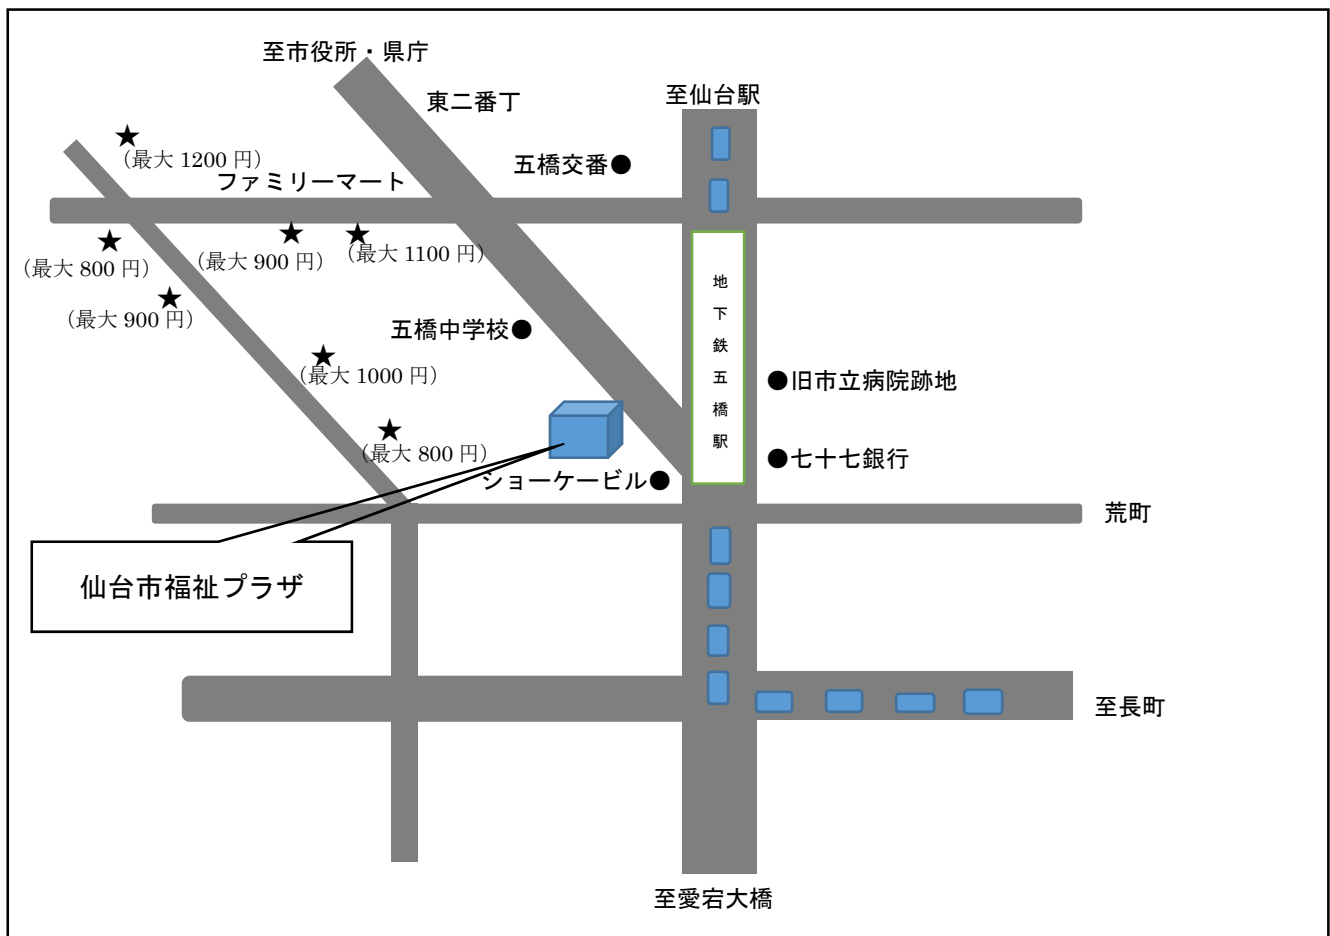 至市役所・県庁
東二番丁
至仙台駅
★
(最大 1200 円)
五橋交番●
ファミリーマート
★
(最大 800 円)
★
(最大 900 円)
★
(最大 1100 円)
★
(最大 900 円)
地下鉄五橋駅
五橋中学校●
★
(最大 1000 円)
●旧市立病院跡地
★
(最大 800 円)
●七十七銀行
ショーケービル●
荒町
仙台市福祉プラザ
至長町
至愛宕大橋